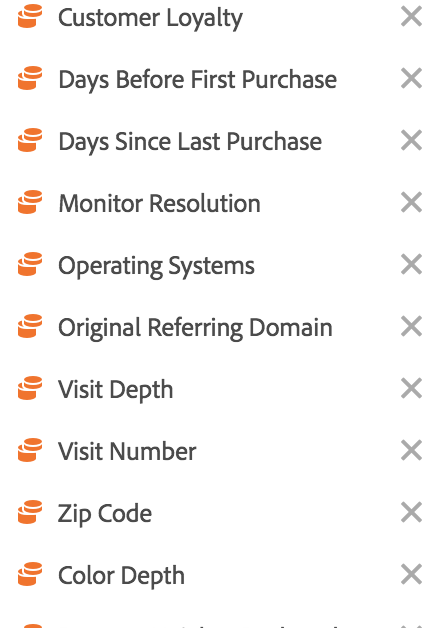 Customer Loyalty
Days Before First Purchase
Days Since Last Purchase
Monitor Resolution
Operating Systems
Original Referring Domain
Visit Depth
Visit Number
Zip Code
Color Depth